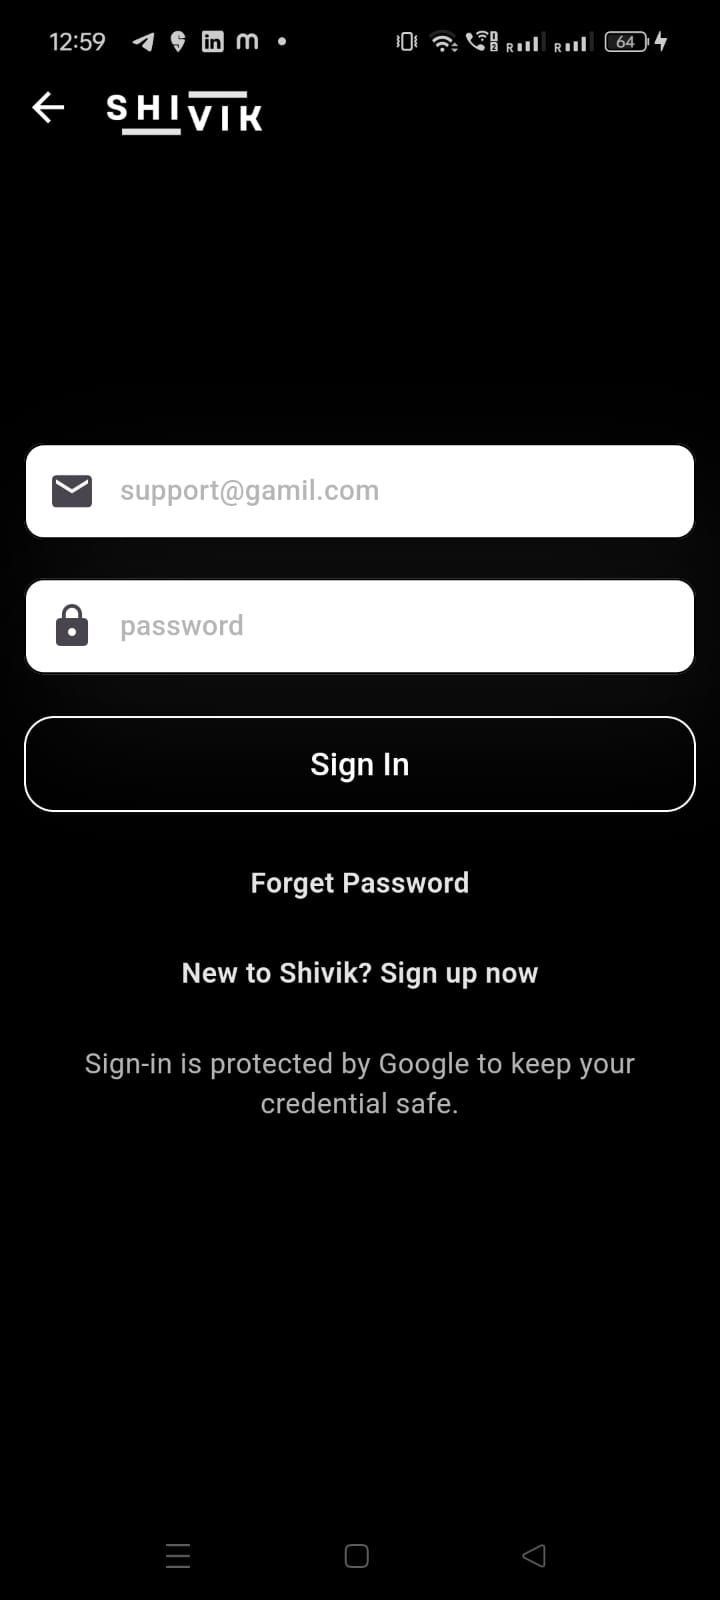 12:59
64
SHIVIK
support@gamil.com
password
Sign In
Forget Password
New to Shivik? Sign up now
Sign-in is protected by Google to keep your
credential safe.